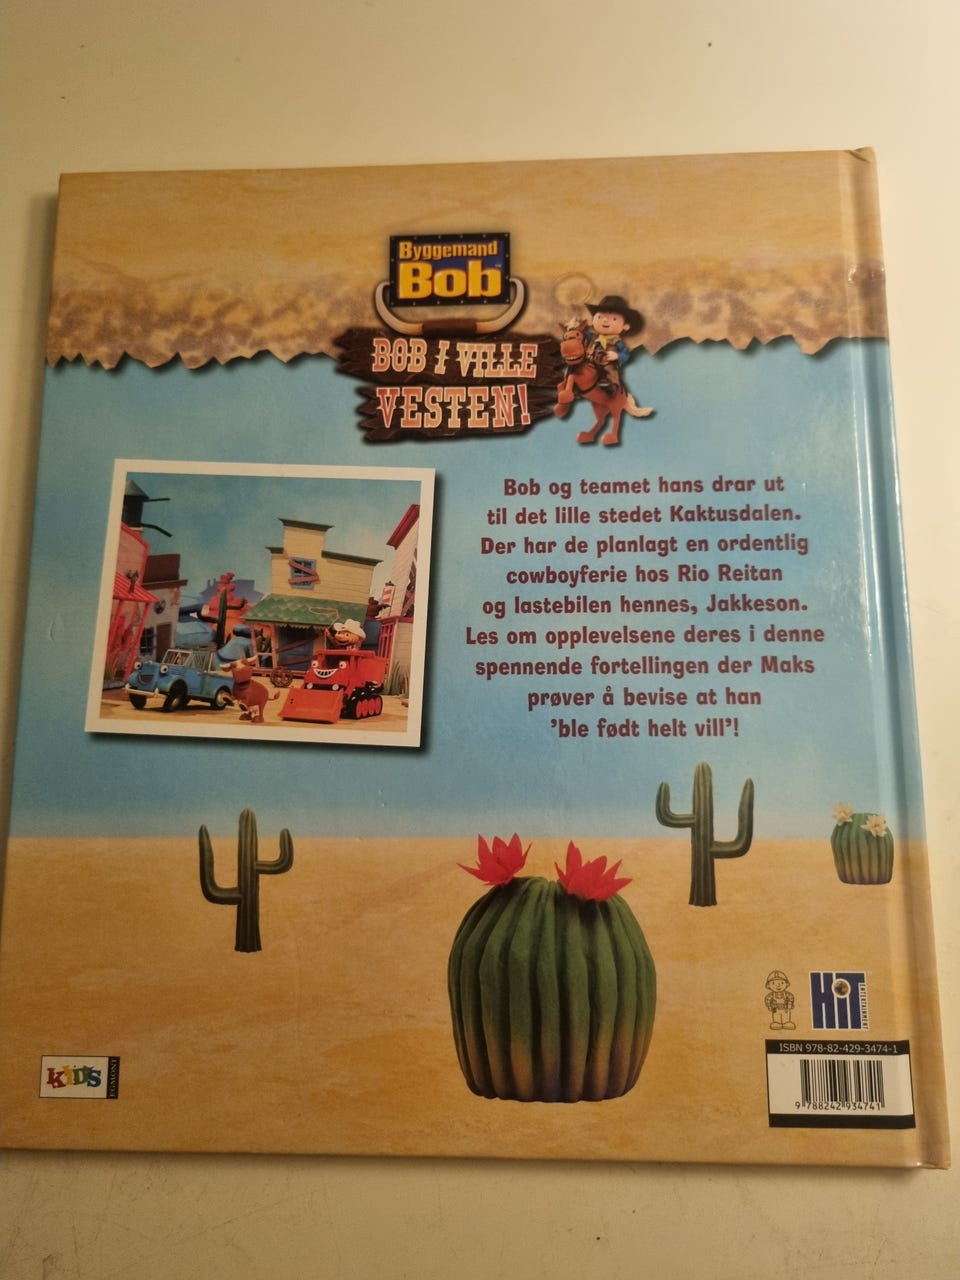 Byggemand
Bob™
BOB I VILLE
VESTEN!
Bob og teamet hans drar ut
til det lille stedet Kaktusdalen.
Der har de planlagt en ordentlig
cowboyferie hos Rio Reitan
og lastebilen hennes, Jakkeson.
Les om opplevelsene deres i denne
spennende fortellingen der Maks
prøver å bevise at han
’ble født helt vill’!
HiT
ENTERTAINMENT
KIDS
EGMONT
ISBN 978-82-429-3474-1
9 788242 934741